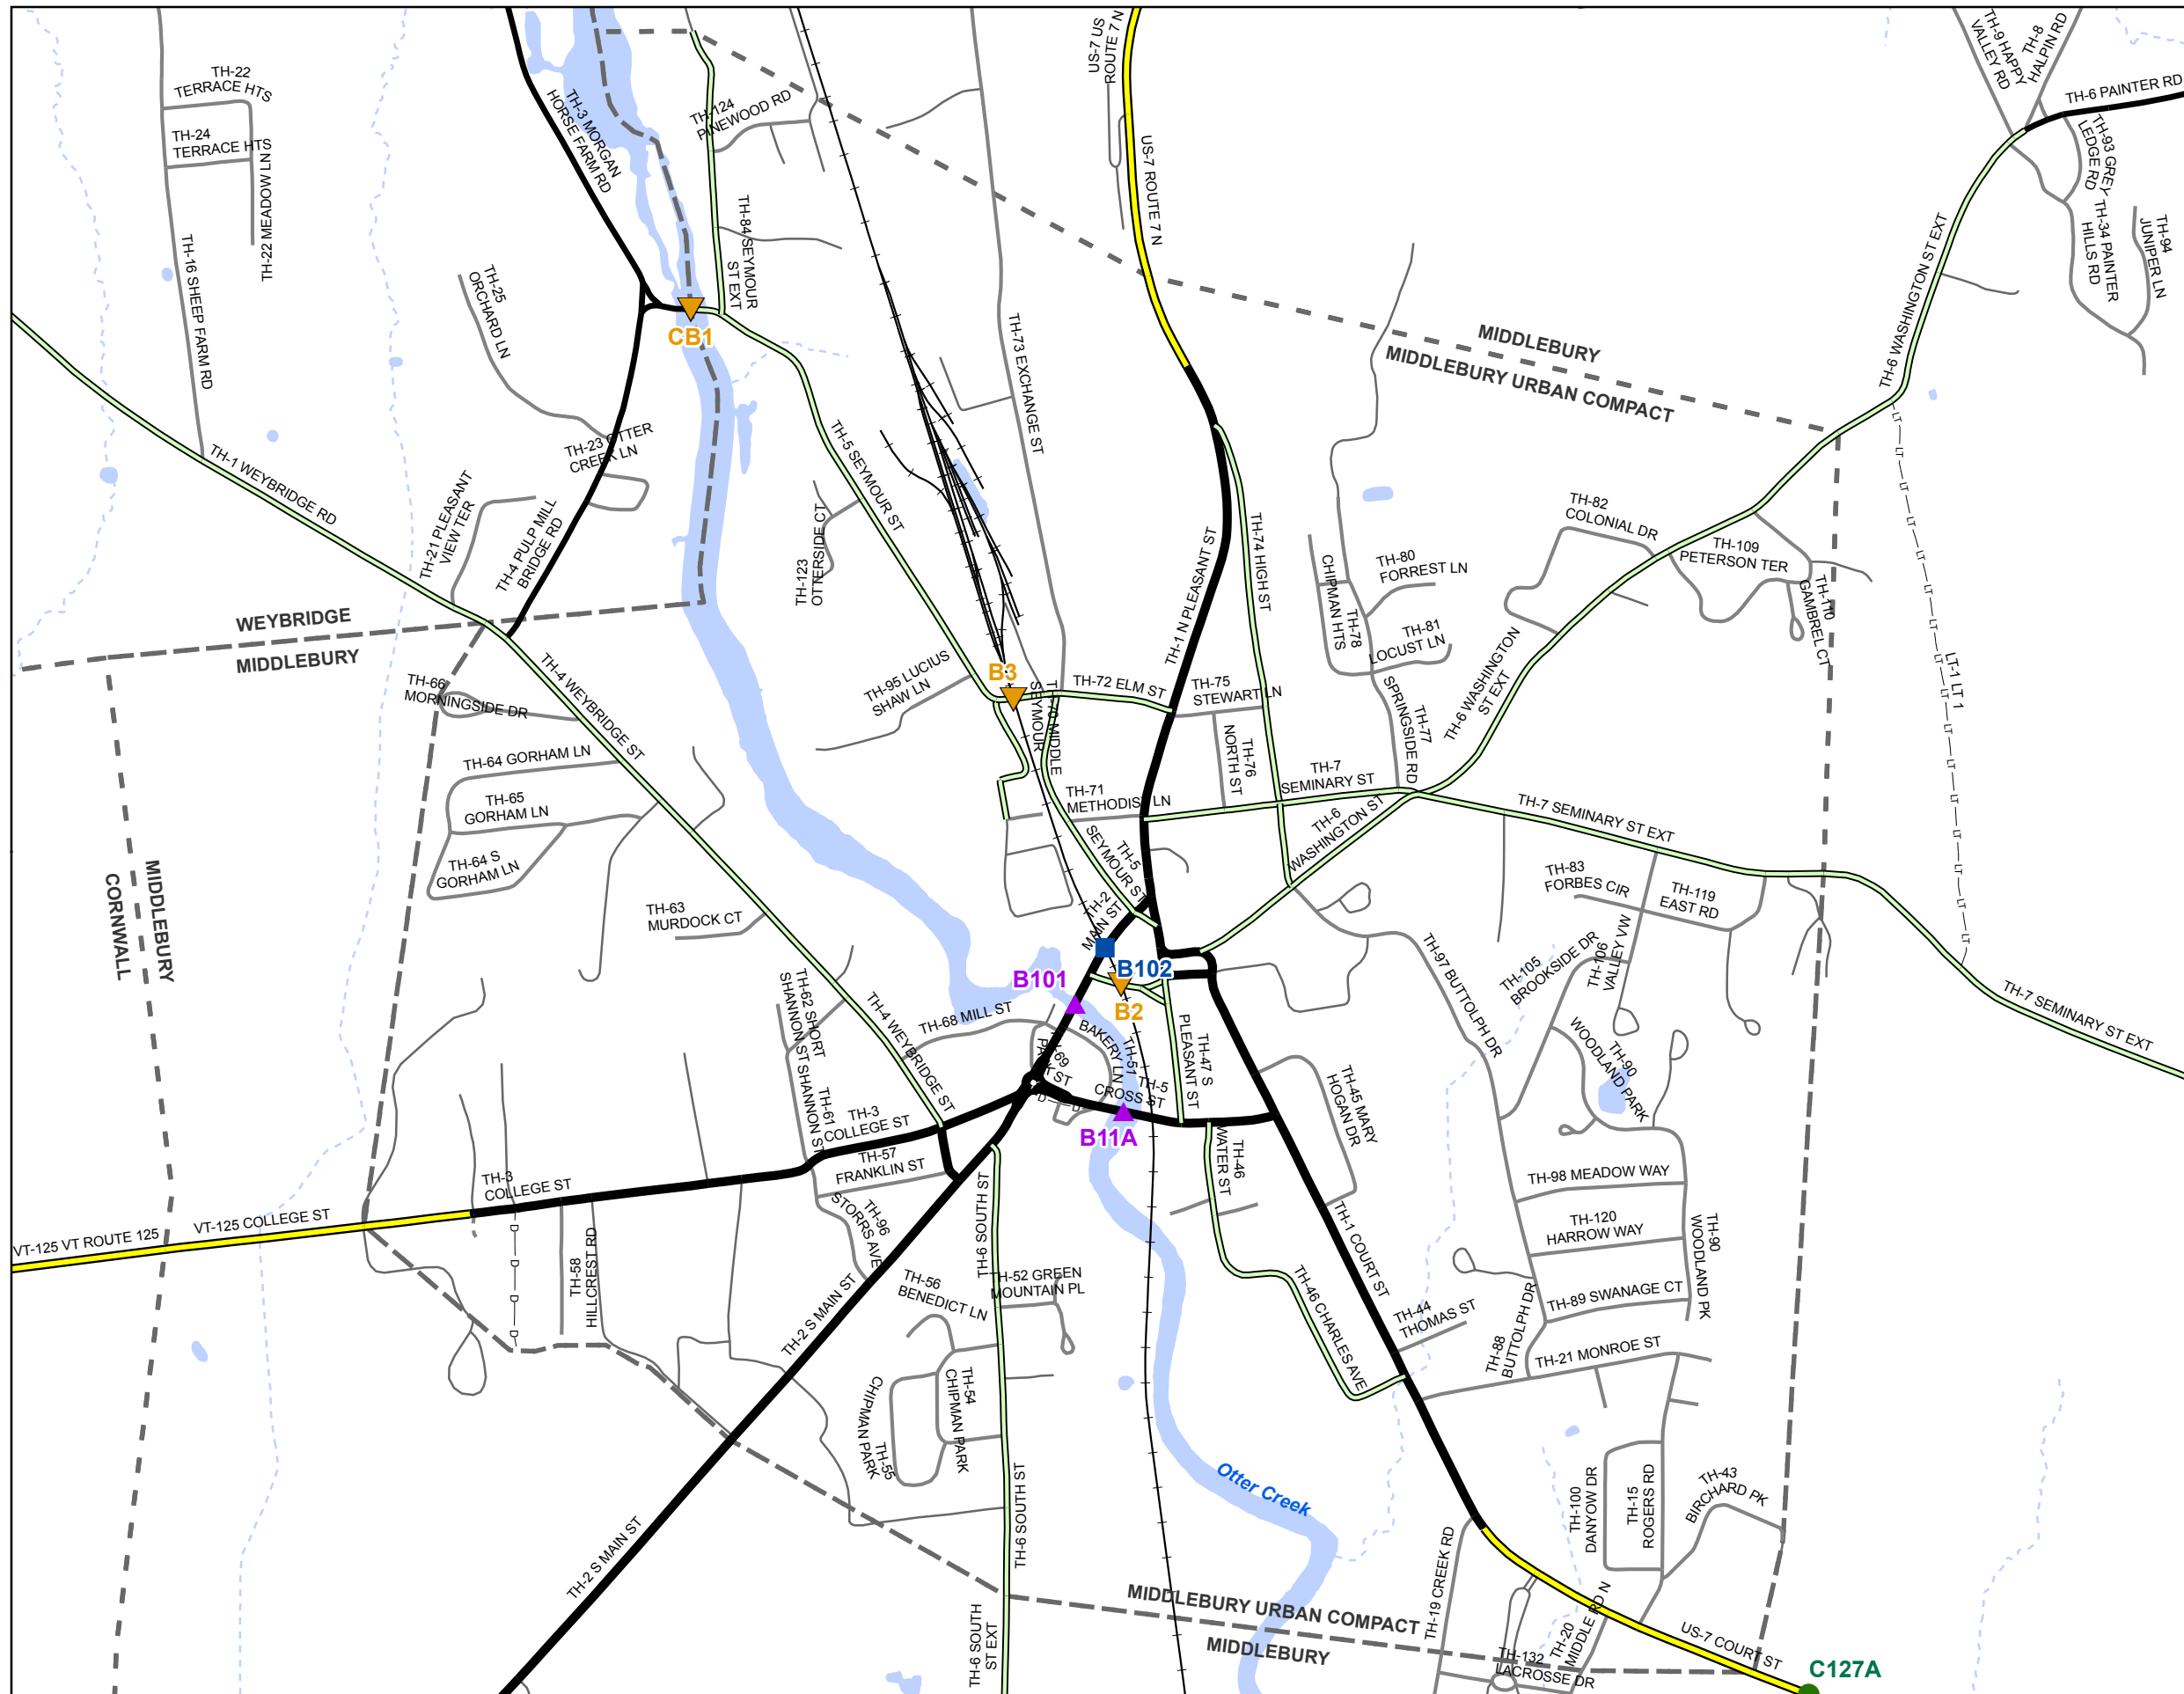 US-7 US
ROUTE 7 N
TH-9 HAPPY
VALLEY RD
TH-8
HALPIN RD
TH-6 PAINTER RD
TH-22
TERRACE HTS
TH-24
TERRACE HTS
TH-22 MEADOW LN
TH-3 MORGAN
HORSE FARM RD
TH-124
PINEWOOD RD
US-7 ROUTE 7 N
TH-93 GREY
LEDGE RD
TH-34 PAINTER
HILLS RD
TH-94
JUNIPER LN
TH-16 SHEEP FARM RD
TH-25
ORCHARD LN
TH-84 SEYMOUR
ST EXT
CB1
TH-73 EXCHANGE ST
MIDDLEBURY
MIDDLEBURY URBAN COMPACT
TH-6 WASHINGTON ST EXT
TH-1 WEYBRIDGE RD
TH-23 OTTER
CREEK LN
TH-5 SEYMOUR ST
TH-21 PLEASANT
VIEW TER
TH-4 PULP MILL
BRIDGE RD
TH-123
OTTERSIDE CT
TH-1 N PLEASANT ST
TH-74 HIGH ST
CHIPMAN HTS
TH-78
TH-80
FORREST LN
TH-81
LOCUST LN
TH-82
COLONIAL DR
TH-109
PETERSON TER
TH-110
GAMBREL CT
LT-1 LT 1
WEYBRIDGE
MIDDLEBURY
TH-66
MORNINGSIDE DR
TH-4 WEYBRIDGE ST
TH-95 LUCIUS
SHAW LN
B3
TH-70 MIDDLE
SEYMOUR
TH-72 ELM ST
TH-75
STEWART LN
TH-76
NORTH ST
TH-77
SPRINGSIDE RD
TH-6 WASHINGTON
ST EXT
TH-64 GORHAM LN
TH-65
GORHAM LN
TH-64 S
GORHAM LN
TH-71
METHODIST LN
TH-7
SEMINARY ST
TH-6
WASHINGTON ST
TH-7 SEMINARY ST EXT
TH-5
SEYMOUR ST
TH-2
MAIN ST
TH-83
FORBES CIR
TH-119
EAST RD
MIDDLEBURY
CORNWALL
TH-63
MURDOCK CT
TH-97 BUTTOLPH DR
TH-105
BROOKSIDE DR
TH-106
VALLEY VW
B101
B102
B2
TH-62 SHORT
SHANNON ST
TH-4 WEYBRIDGE ST
TH-68 MILL ST
TH-69
PARK ST
BAKERY LN
TH-51
TH-5
CROSS ST
TH-47 S
PLEASANT ST
TH-7 SEMINARY ST EXT
TH-90
WOODLAND PARK
TH-61
SHANNON ST
TH-3
COLLEGE ST
B11A
TH-45 MARY
HOGAN DR
TH-57
FRANKLIN ST
TH-46
WATER ST
TH-98 MEADOW WAY
TH-3
COLLEGE ST
TH-96
STORRS AVE
TH-6 SOUTH ST
TH-1 COURT ST
TH-120
HARROW WAY
TH-90
WOODLAND PK
VT-125 VT ROUTE 125
VT-125 COLLEGE ST
TH-58
HILLCREST RD
TH-2 S MAIN ST
TH-56
BENEDICT LN
TH-52 GREEN
MOUNTAIN PL
TH-46 CHARLES AVE
TH-44
THOMAS ST
TH-89 SWANAGE CT
TH-88
BUTTOLPH DR
TH-21 MONROE ST
TH-54
CHIPMAN PARK
TH-55
CHIPMAN PARK
Otter Creek
TH-6 SOUTH ST
TH-2 S MAIN ST
TH-100
DANYOW DR
TH-15
ROGERS RD
TH-43
BIRCHARD PK
TH-19 CREEK RD
MIDDLEBURY URBAN COMPACT
MIDDLEBURY
TH-6 SOUTH
ST EXT
TH-20
MIDDLE RD N
TH-132
LACROSSE DR
US-7 COURT ST
C127A